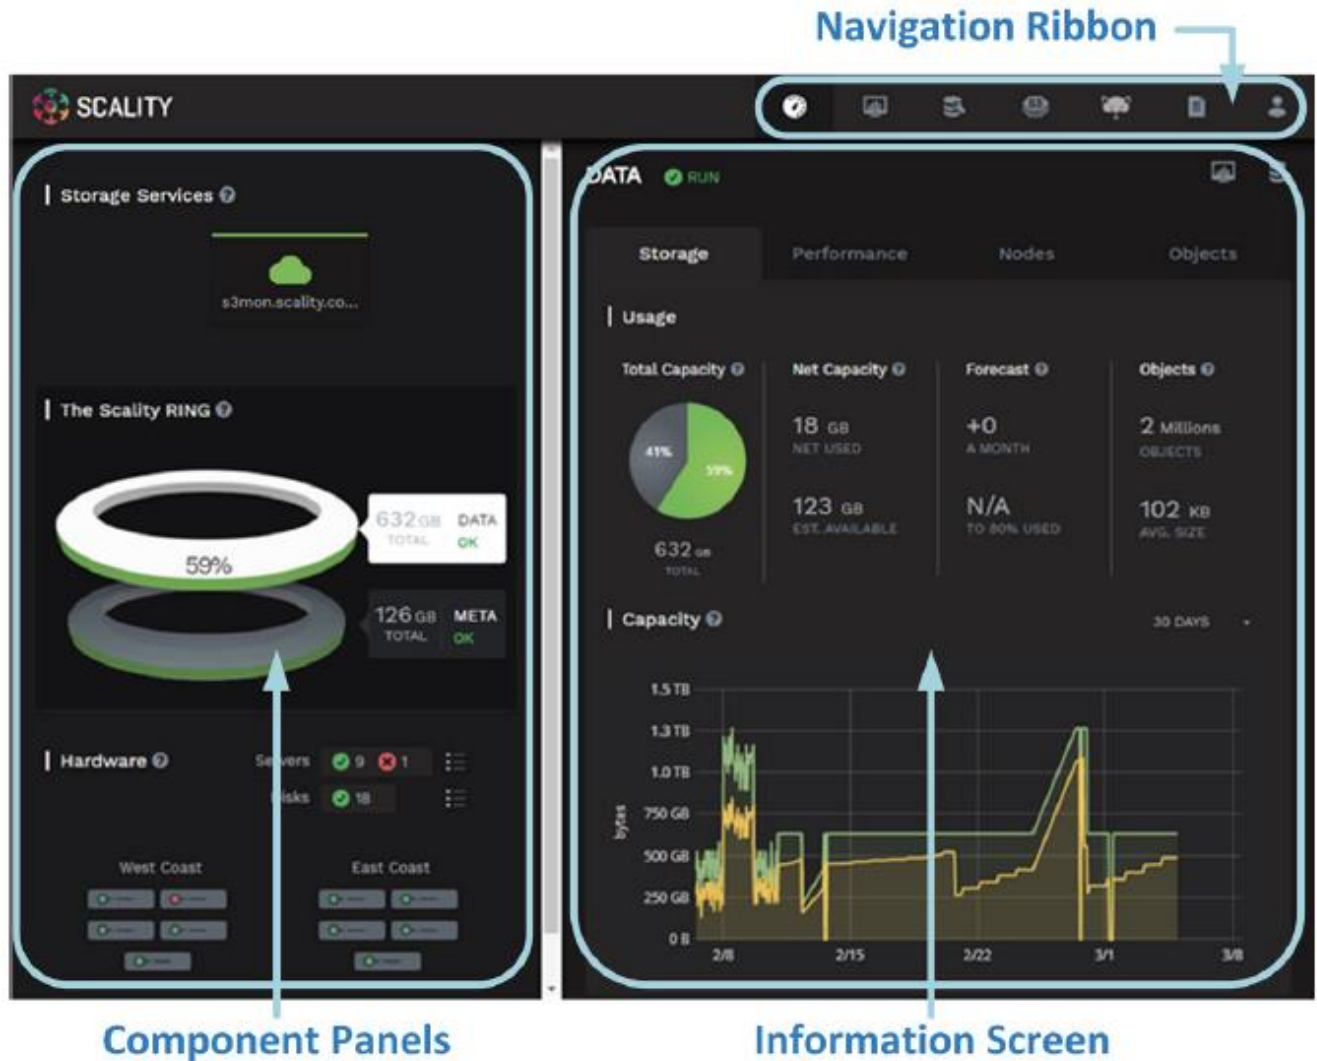 Navigation Ribbon
SCALITY
Storage Services
s3mon.scality.co...
The Scality RING
59%
632 GB DATA
TOTAL OK
126 GB META
TOTAL OK
Hardware
Servers 9 1
Disks 18
West Coast East Coast
DATA RUN
Storage Performance Nodes Objects
Usage
Total Capacity Net Capacity Forecast Objects
41%
59%
632 GB
TOTAL
18 GB
NET USED
123 GB
EST. AVAILABLE
+0
A MONTH
N/A
TO 80% USED
2 Millions
OBJECTS
102 KB
AVG. SIZE
Capacity
30 DAYS
1.5 TB
1.3 TB
1.0 TB
750 GB
500 GB
250 GB
0 B
bytes
2/8 2/15 2/22 3/1 3/8
Component Panels
Information Screen